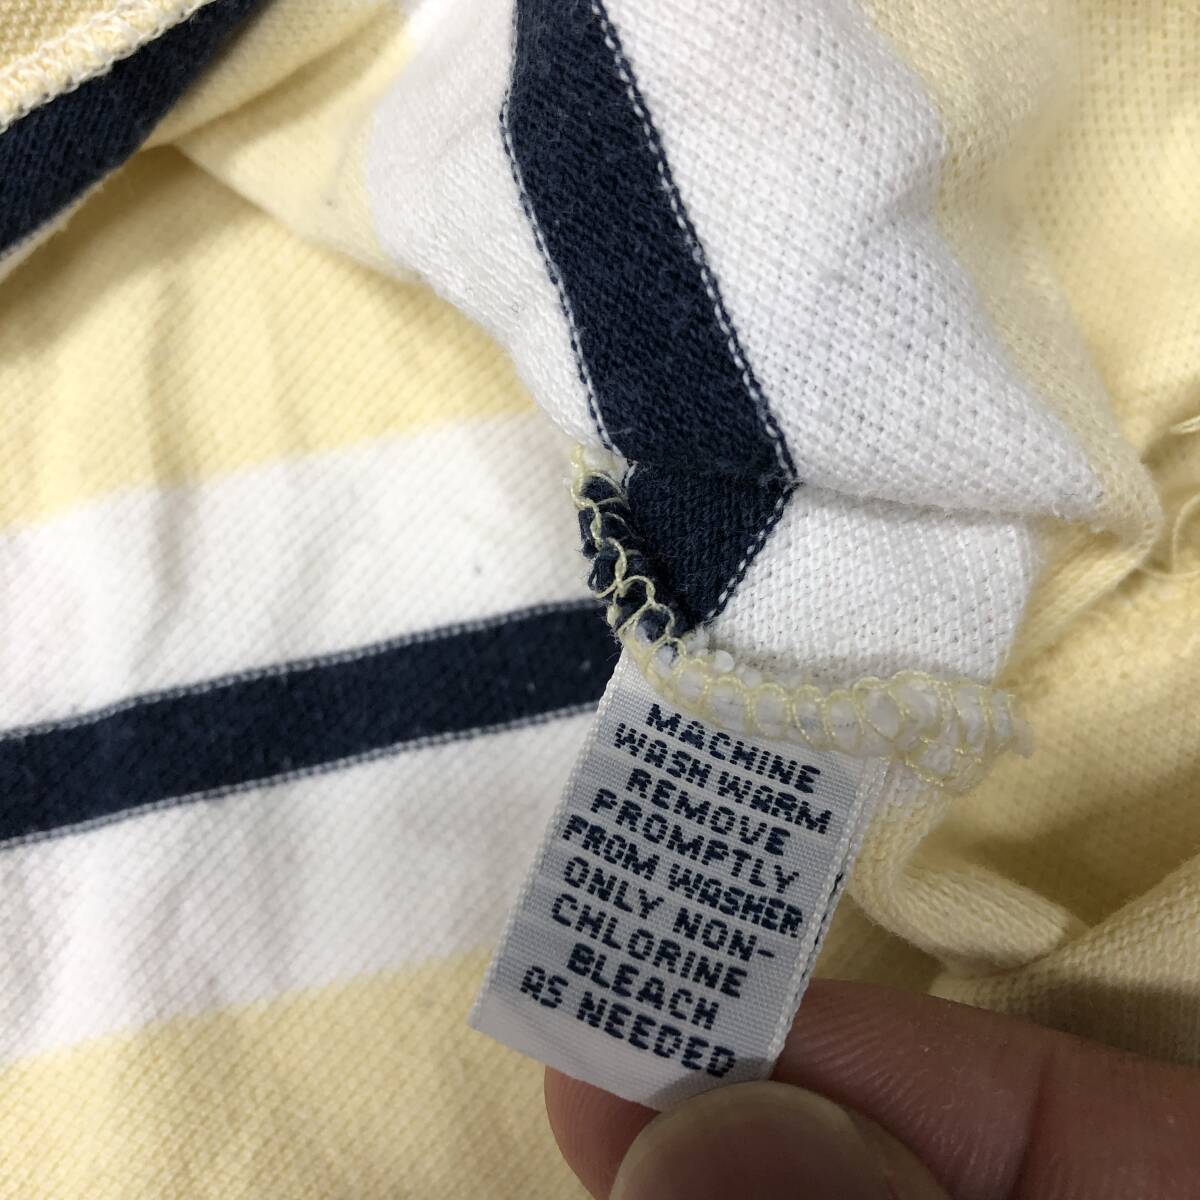 MACHINE
WASH WARM
REMOVE
PROMPTLY
FROM WASHER
ONLY NON-
CHLORINE
BLEACH
AS NEEDED